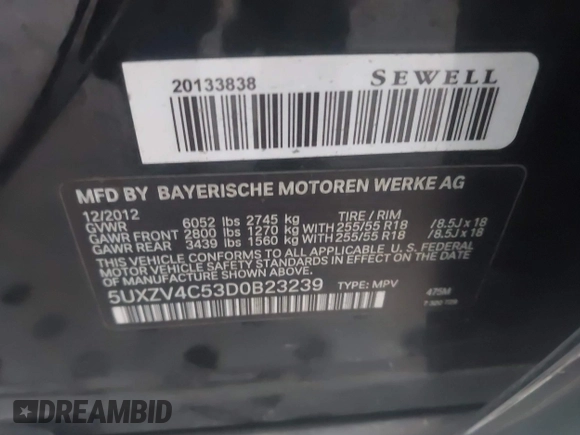 20133838 SEWELL
MFD BY BAYERISCHE MOTOREN WERKE AG
12/2012
GVWR 6052 lbs 2745 kg TIRE / RIM
GAWR FRONT 2800 lbs 1270 kg WITH 255/55 R18 /8.5J x 18
GAWR REAR 3439 lbs 1560 kg WITH 255/55 R18 /8.5J x 18
THIS VEHICLE CONFORMS TO ALL APPLICABLE U. S. FEDERAL
MOTOR VEHICLE SAFETY STANDARDS IN EFFECT ON THE DATE
OF MANUFACTURE SHOWN ABOVE.
5UXZV4C53D0B23239 TYPE: MPV 475M
DREAMBID